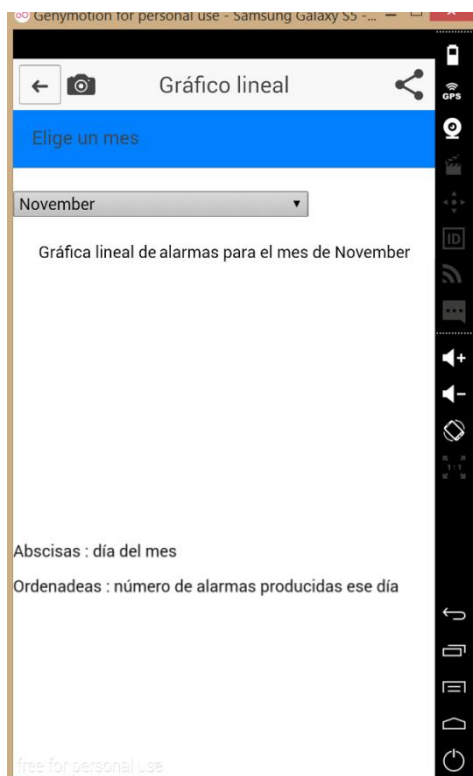 Genymotion for personal use - Samsung Galaxy S5 -...
Gráfico lineal
GPS
Elige un mes
ID
November
Gráfica lineal de alarmas para el mes de November
1:1
Abscisas : día del mes
Ordenadeas : número de alarmas producidas ese día
free for personal use